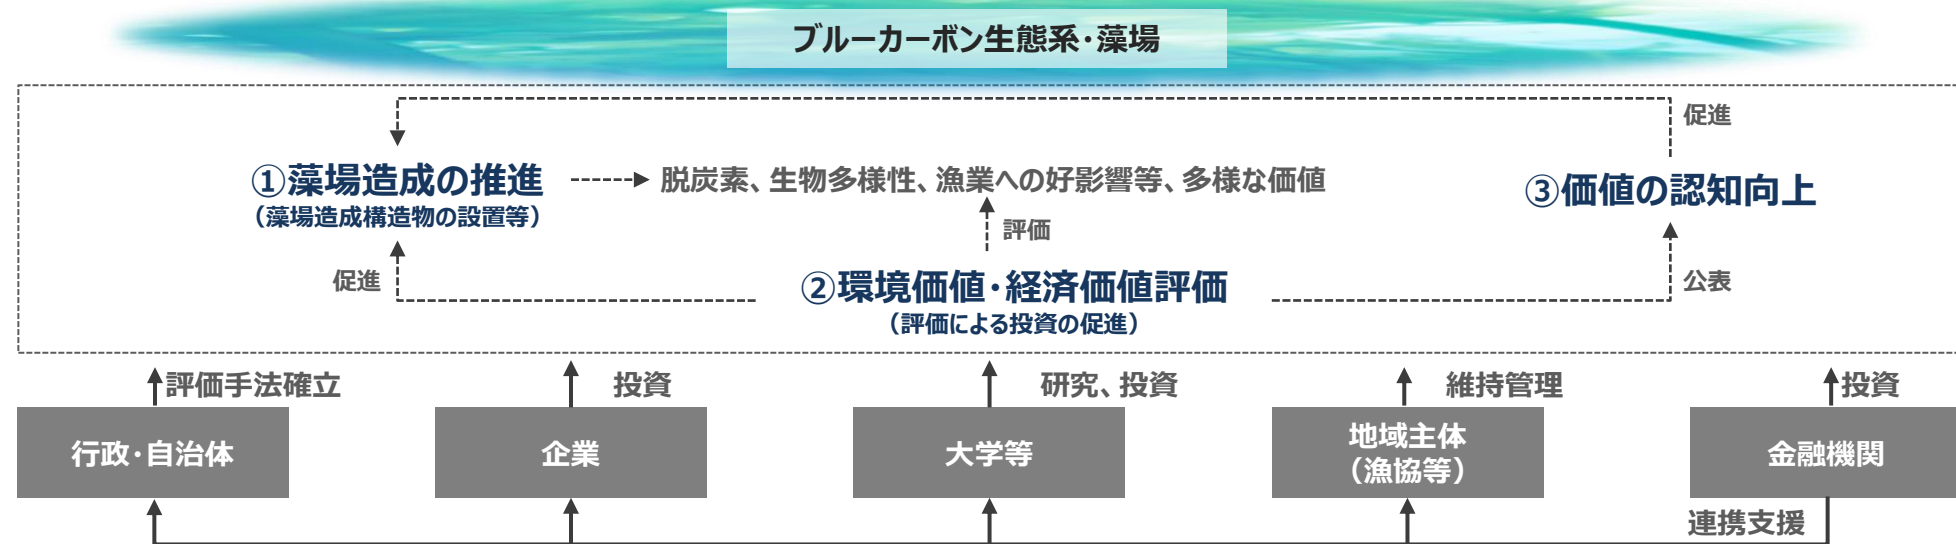 ブルーカーボン生態系・藻場
促進
①藻場造成の推進
（藻場造成構造物の設置等）
脱炭素、生物多様性、漁業への好影響等、多様な価値
③価値の認知向上
評価
促進
②環境価値・経済価値評価
（評価による投資の促進）
公表
評価手法確立
投資
研究、投資
維持管理
投資
行政・自治体
企業
大学等
地域主体
（漁協等）
金融機関
連携支援